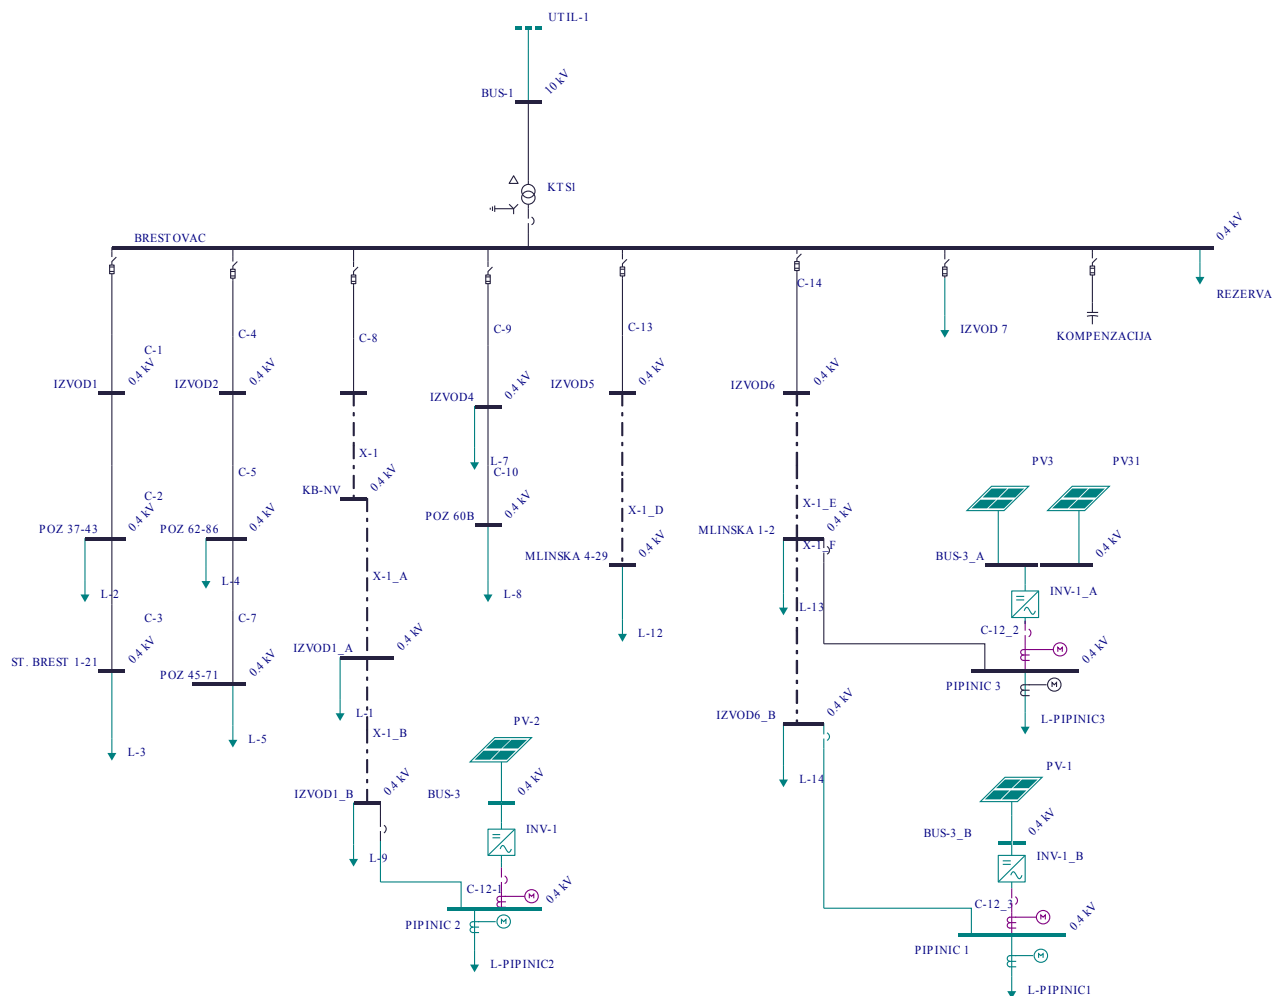 UTIL-1
10 kV
BUS-1
KTS1
BRESTOVAC
0.4 kV
C-14
REZERVA
C-4
C-9
C-13
IZVOD 7
KOMPENZACIJA
C-1
C-8
IZVOD1
0.4 kV
IZVOD2
0.4 kV
IZVOD4
0.4 kV
IZVOD5
0.4 kV
IZVOD6
0.4 kV
X-1
L-7
C-10
PV3
PV31
C-5
KB-NV
0.4 kV
C-2
X-1_E
POZ 37-43
0.4 kV
POZ 62-86
0.4 kV
POZ 60B
0.4 kV
X-1_D
MLINSKA 1-2
0.4 kV
X-1_F
MLINSKA 4-29
0.4 kV
BUS-3_A
0.4 kV
X-1_A
L-4
L-2
L-8
INV-1_A
L-13
C-3
C-7
L-12
C-12_2
IZVOD1_A
0.4 kV
ST. BREST 1-21
0.4 kV
POZ 45-71
0.4 kV
PIPINIC 3
0.4 kV
L-1
IZVOD6_B
0.4 kV
L-PIPINIC3
PV-2
X-1_B
L-5
L-3
PV-1
L-14
IZVOD1_B
0.4 kV
BUS-3
0.4 kV
INV-1
BUS-3_B
0.4 kV
L-9
INV-1_B
C-12-1
0.4 kV
C-12_3
PIPINIC 2
M
M
M
M
M
M
0.4 kV
PIPINIC 1
L-PIPINIC2
L-PIPINIC1